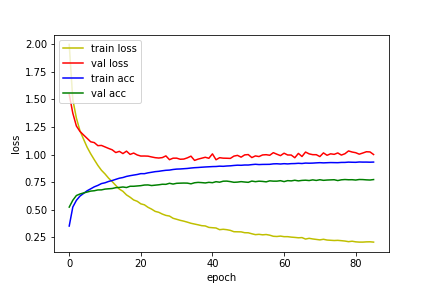 2.00
1.75
1.50
1.25
1.00
0.75
0.50
0.25
loss
train loss
val loss
train acc
val acc
0 20 40 60 80
epoch